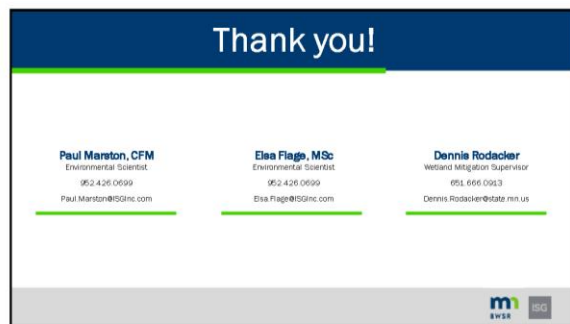 Thank you!
Paul Marston, CFM
Environmental Scientist
952.426.0699
Paul.Marston@ISGInc.com
Elsa Flage, MSc
Environmental Scientist
952.426.0699
Elsa.Flage@ISGInc.com
Dennis Rodacker
Wetland Mitigation Supervisor
651.666.0913
Dennis.Rodacker@state.mn.us
mn
BWSR
ISG